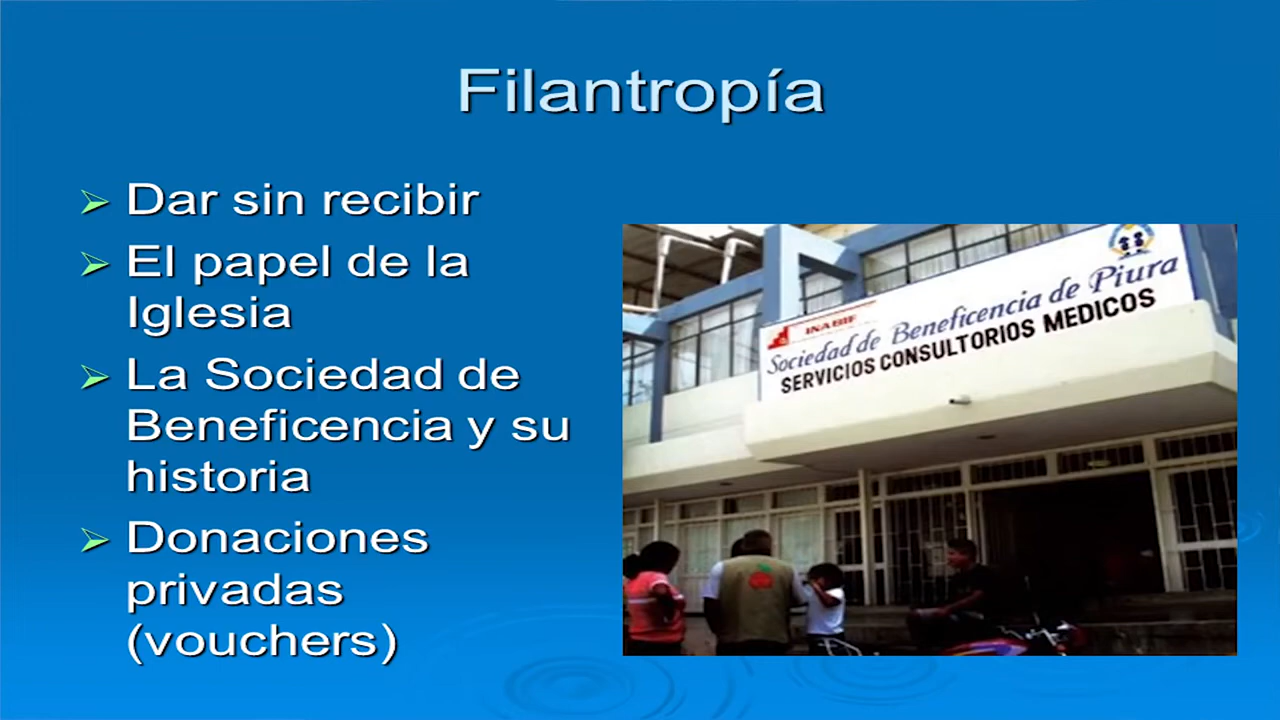 Filantropía
Dar sin recibir
El papel de la
Iglesia
La Sociedad de
Beneficencia y su
historia
Donaciones
privadas
(vouchers)
INABIF
Sociedad de Beneficencia de Piura
SERVICIOS CONSULTORIOS MEDICOS